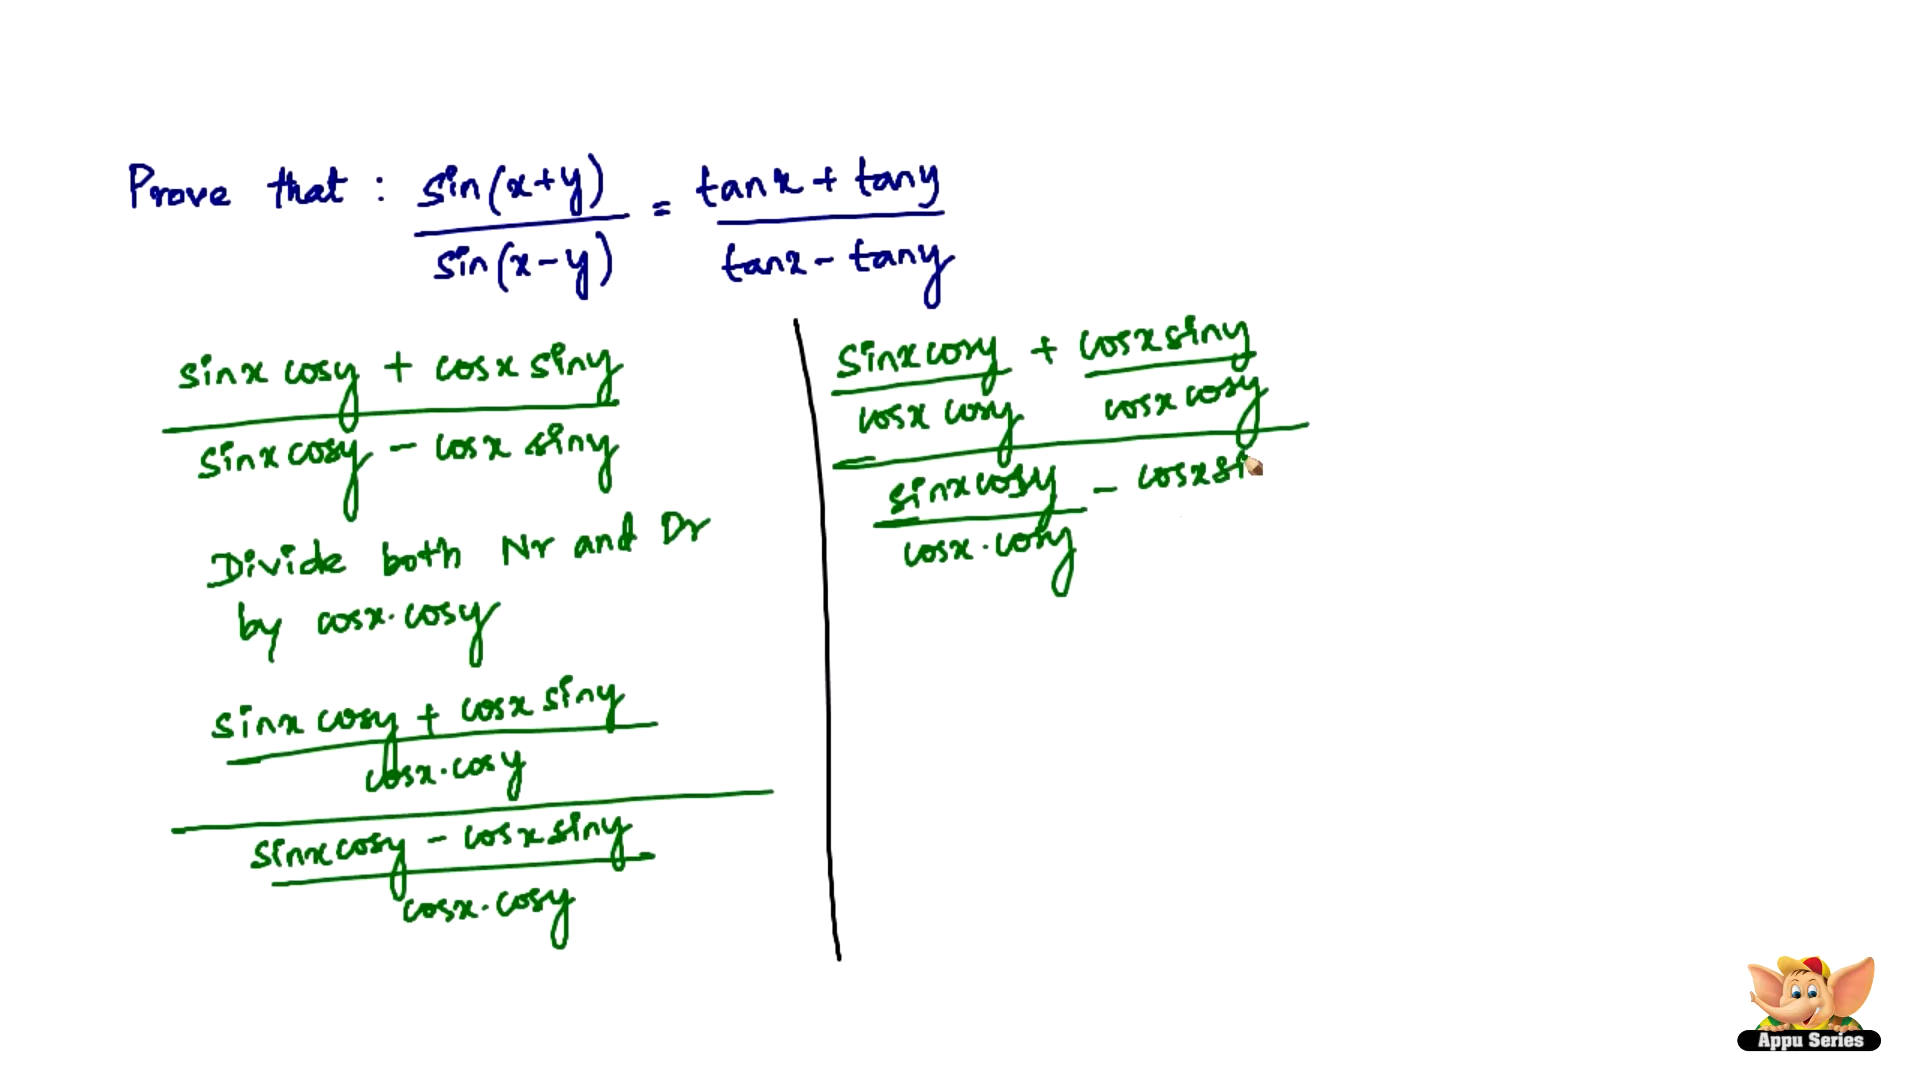 Prove that : sin(x+y) = tanx + tany
sin(x-y) tanx - tany
sinx cosy + cosx siny
sinx cosy - cosx siny
Divide both Nr and Dr
by cosx.cosy
sinx cosy + cosx siny
cosx.cosy
sinx cosy - cosx siny
cosx.cosy
sinx cosy + cosx siny
cosx cosy cosx cosy
sinx cosy - cosx si
cosx.cosy
Appu Series